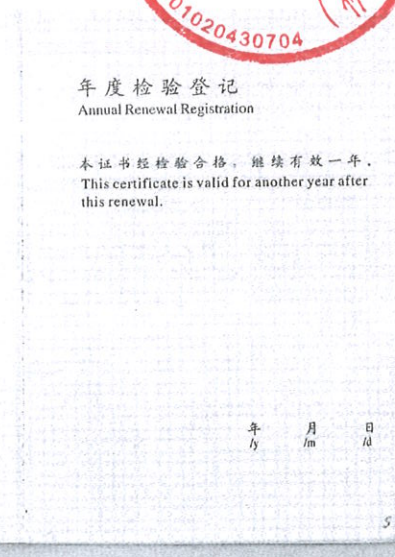 01020430704
年度检验登记
Annual Renewal Registration
本证书经检验合格，继续有效一年．
This certificate is valid for another year after
this renewal.
年 月 日
/y /m /d
5